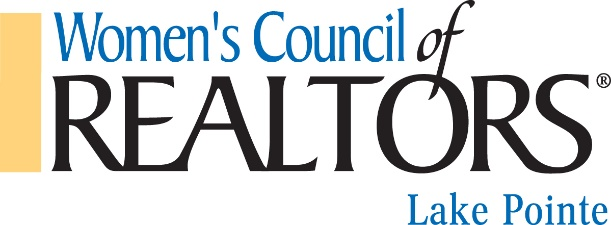 Women's Council of
REALTORS®
Lake Pointe